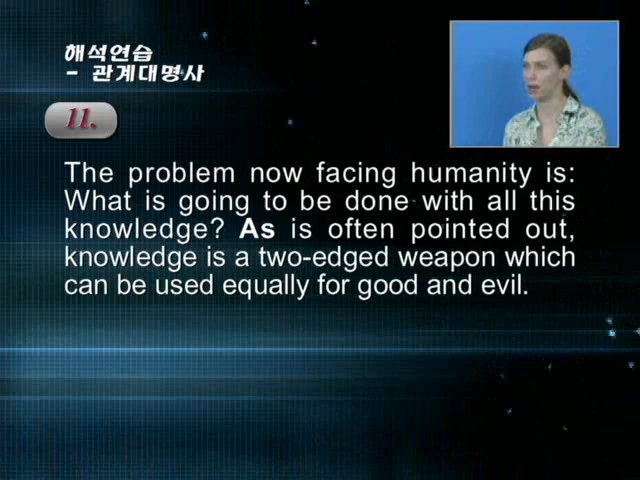 해석연습
- 관계대명사
11.
The problem now facing humanity is:
What is going to be done with all this
knowledge? As is often pointed out,
knowledge is a two-edged weapon which
can be used equally for good and evil.